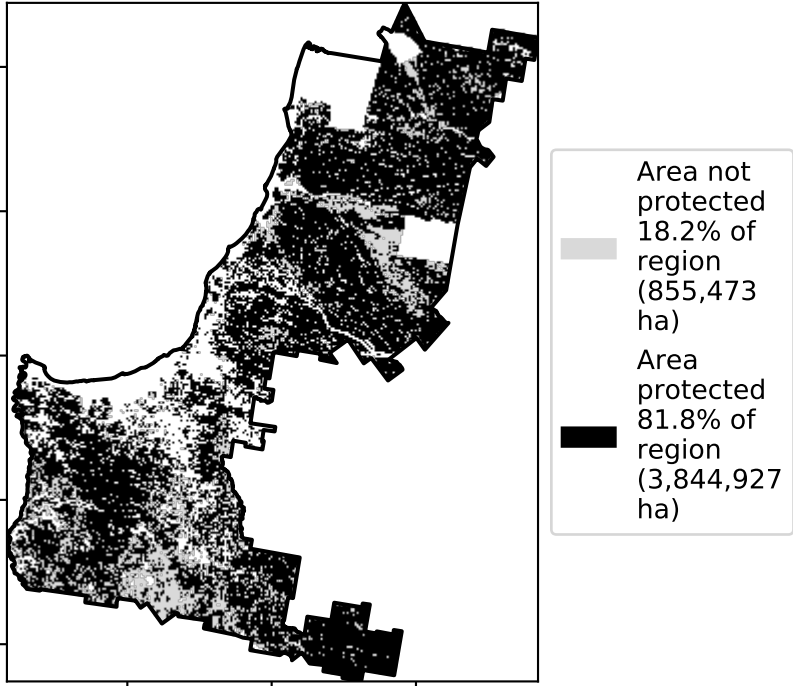 Area not
protected
18.2% of
region
(855,473
ha)
Area
protected
81.8% of
region
(3,844,927
ha)